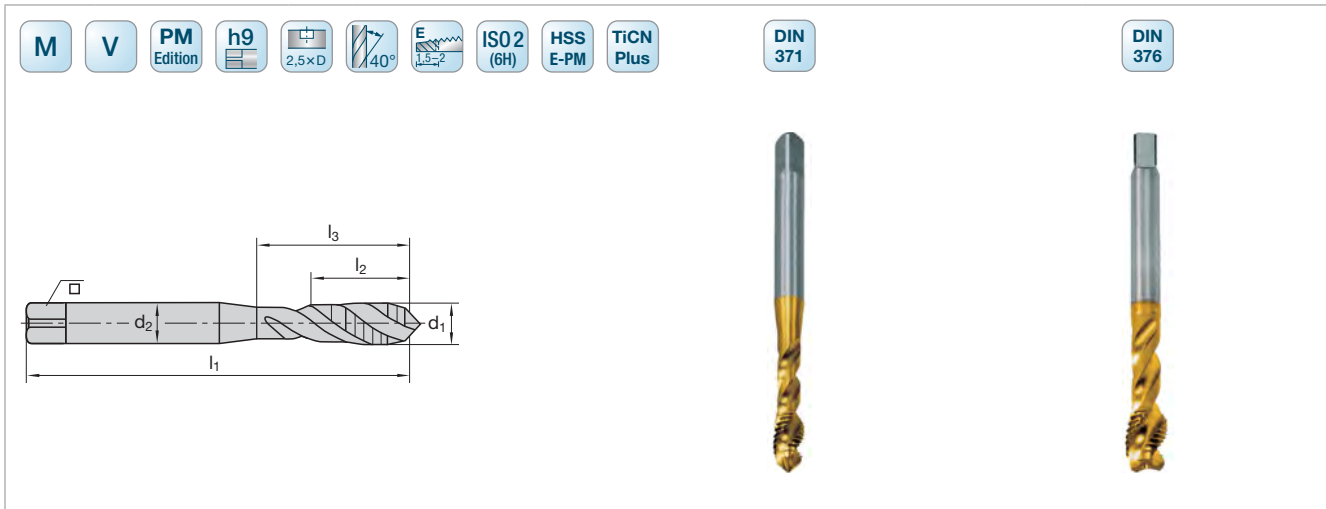 M
V
PM
Edition
h9
2,5×D
40°
E
1,5–2
ISO 2
(6H)
HSS
E-PM
TiCN
Plus
DIN
371
DIN
376
l₃
l₂
d₂
d₁
l₁